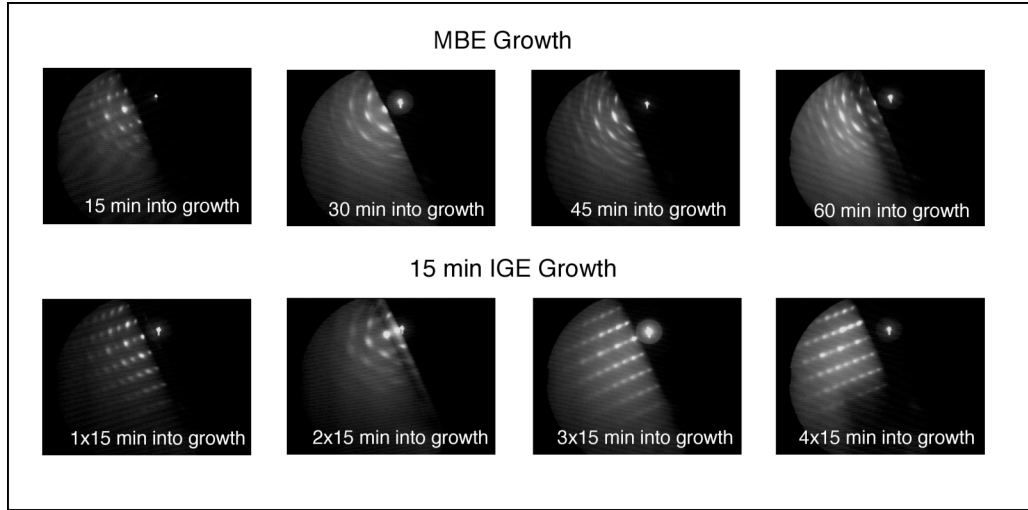 MBE Growth
15 min into growth
30 min into growth
45 min into growth
60 min into growth
15 min IGE Growth
1x15 min into growth
2x15 min into growth
3x15 min into growth
4x15 min into growth